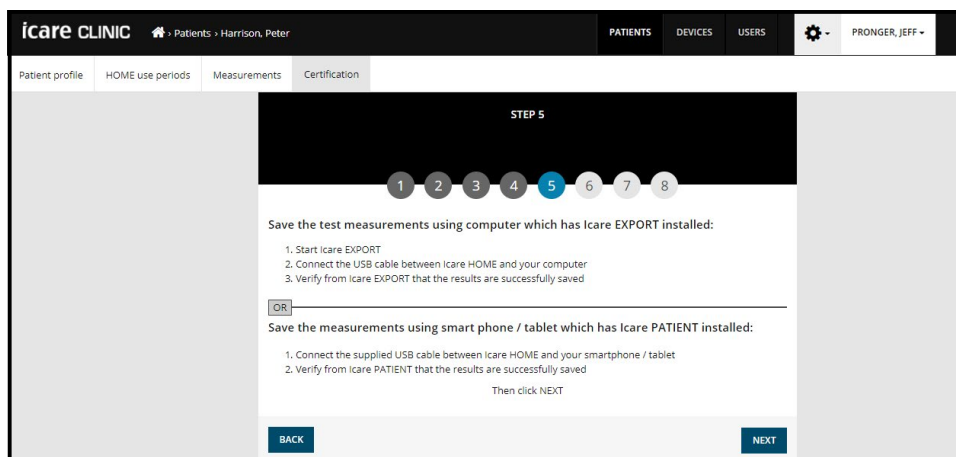 icare CLINIC › Patients › Harrison, Peter PATIENTS DEVICES USERS PRONGER, JEFF
Patient profile HOME use periods Measurements Certification
STEP 5
1 2 3 4 5 6 7 8
Save the test measurements using computer which has Icare EXPORT installed:
1. Start Icare EXPORT
2. Connect the USB cable between Icare HOME and your computer
3. Verify from Icare EXPORT that the results are successfully saved
OR
Save the measurements using smart phone / tablet which has Icare PATIENT installed:
1. Connect the supplied USB cable between Icare HOME and your smartphone / tablet
2. Verify from Icare PATIENT that the results are successfully saved
Then click NEXT
BACK NEXT